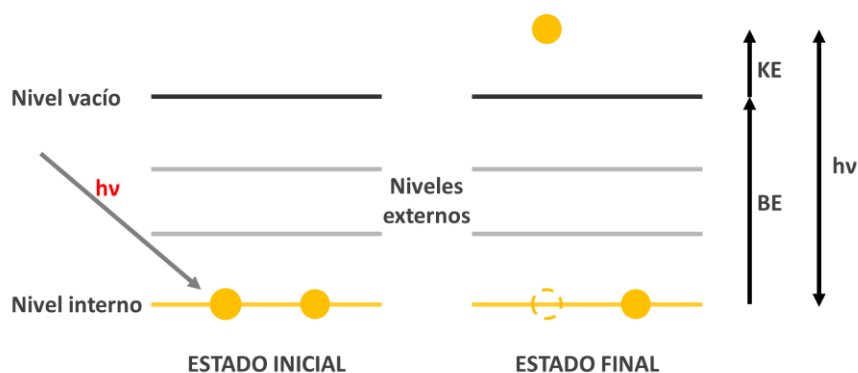 Nivel vacío
hν
Niveles
externos
Nivel interno
ESTADO INICIAL
ESTADO FINAL
KE
BE
hν